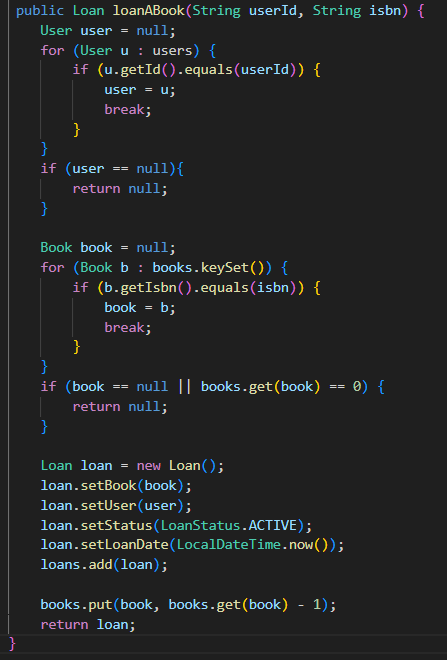 public Loan loanABook(String userId, String isbn) {
    User user = null;
    for (User u : users) {
        if (u.getId().equals(userId)) {
            user = u;
            break;
        }
    }
    if (user == null){
        return null;
    }

    Book book = null;
    for (Book b : books.keySet()) {
        if (b.getIsbn().equals(isbn)) {
            book = b;
            break;
        }
    }
    if (book == null || books.get(book) == 0) {
        return null;
    }

    Loan loan = new Loan();
    loan.setBook(book);
    loan.setUser(user);
    loan.setStatus(LoanStatus.ACTIVE);
    loan.setLoanDate(LocalDateTime.now());
    loans.add(loan);

    books.put(book, books.get(book) - 1);
    return loan;
}